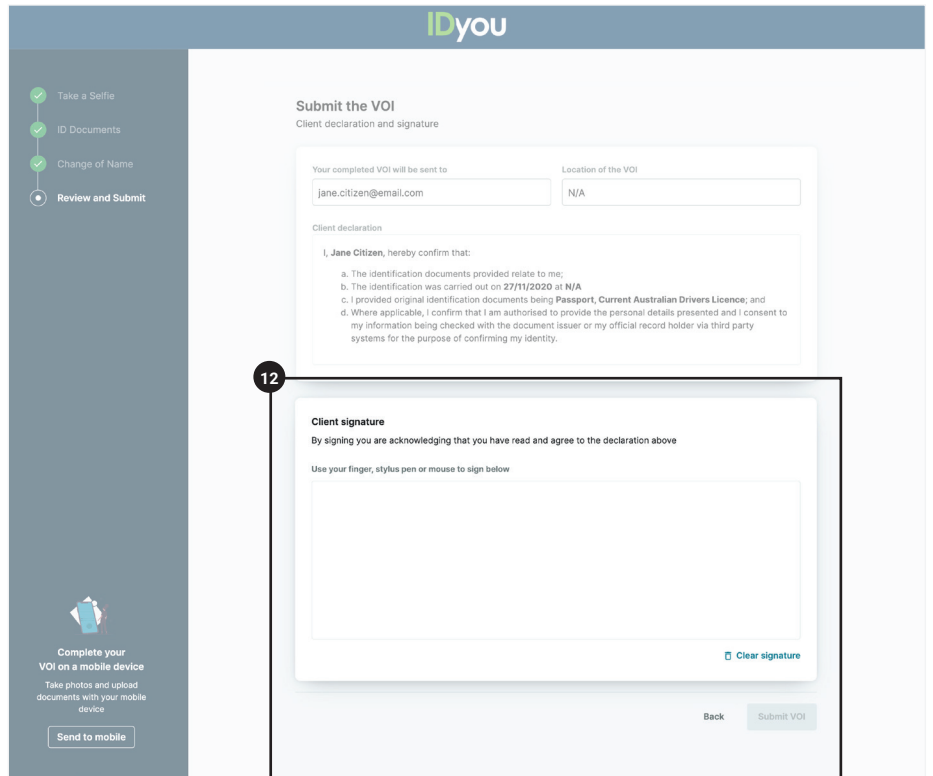 IDyou
Take a Selfie
ID Documents
Change of Name
Review and Submit
Complete your
VOI on a mobile device
Take photos and upload
documents with your mobile
device
Send to mobile
Submit the VOI
Client declaration and signature
Your completed VOI will be sent to
jane.citizen@email.com
Location of the VOI
N/A
Client declaration
I, Jane Citizen, hereby confirm that:
a. The identification documents provided relate to me;
b. The identification was carried out on 27/11/2020 at N/A
c. I provided original identification documents being Passport, Current Australian Drivers Licence; and
d. Where applicable, I confirm that I am authorised to provide the personal details presented and I consent to
my information being checked with the document issuer or my official record holder via third party
systems for the purpose of confirming my identity.
12
Client signature
By signing you are acknowledging that you have read and agree to the declaration above
Use your finger, stylus pen or mouse to sign below
Clear signature
Back
Submit VOI